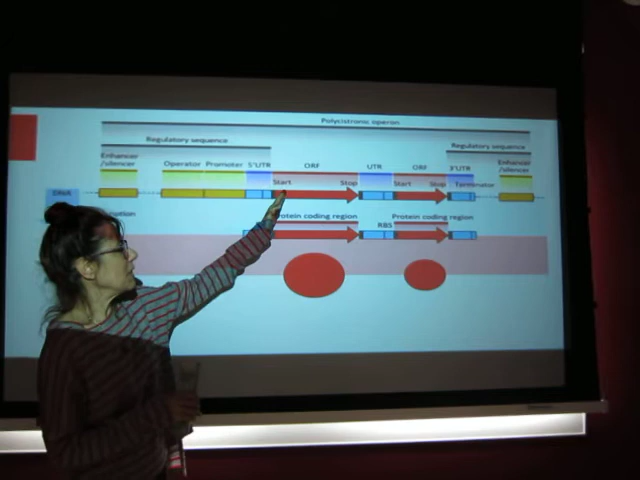 Polycistronic operon
Regulatory sequence
Regulatory sequence
Enhancer
/silencer
Operator Promoter 5'UTR ORF UTR ORF 3'UTR
Enhancer
/silencer
Start Stop Start Stop Terminator
DNA
Protein coding region
RBS
Protein coding region